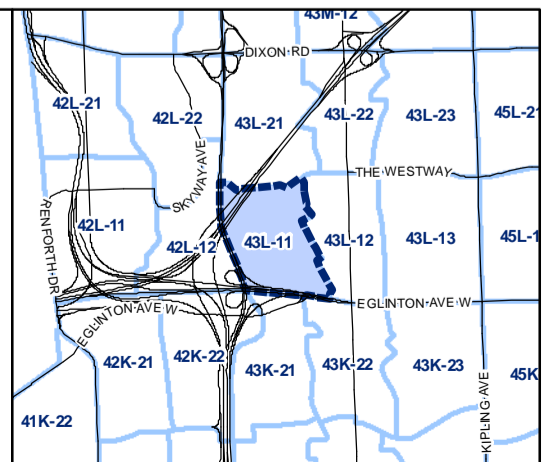 43M-12
DIXON RD
42L-21
42L-22
43L-21
43L-22
43L-23
45L-21
SKYWAY AVE
THE WESTWAY
RENFORTH DR
42L-11
42L-12
43L-11
43L-12
43L-13
45L-1
EGLINTON AVE W
EGLINTON AVE W
42K-21
42K-22
43K-21
43K-22
43K-23
45K
KIPLING AVE
41K-22